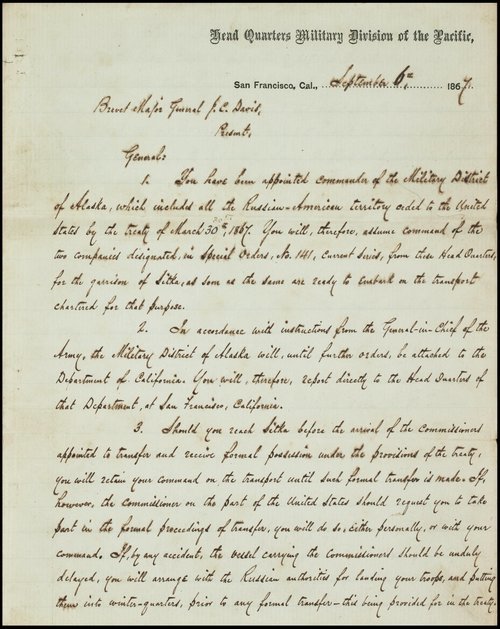 Head Quarters Military Division of the Pacific,
San Francisco, Cal., September 6th 1867.
Brevet Major General J. C. Davis,
Present,
General:
1. You have been appointed commander of the Military District
of Alaska, which includes all the Russian-American territory ceded to the United
States by the treaty of March 30th, 1867. You will, therefore, assume command of the
two companies designated, in Special Orders, No. 141, current series, from these Head Quarters,
for the garrison of Sitka, as soon as the same are ready to embark on the transport
chartered for that purpose.
2. In accordance with instructions from the General-in-Chief of the
Army, the Military District of Alaska will, until further orders, be attached to the
Department of California. You will, therefore, report directly to the Head Quarters of
that Department, at San Francisco, California.
3. Should you reach Sitka before the arrival of the commissioners
appointed to transfer and receive formal possession under the provisions of the treaty,
you will retain your command on the transport until such formal transfer is made. If,
however, the commissioner on the part of the United States should request you to take
part in the formal proceedings of transfer, you will do so, either personally, or with your
command. If, by any accident, the vessel carrying the commissioners should be unduly
delayed, you will arrange with the Russian authorities for landing your troops, and putting
them into winter-quarters, prior to any formal transfer—this being provided for in the treaty.